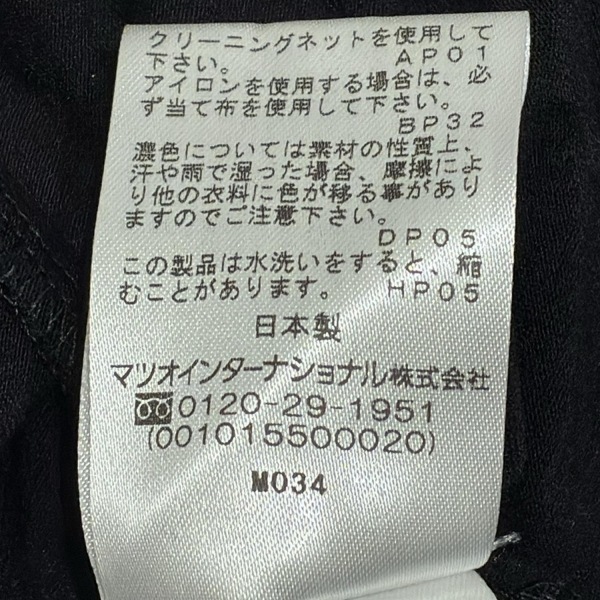 クリーニングネットを使用して
下さい。 AP01
アイロンを使用する場合は、必
ず当て布を使用して下さい。
BP32
濃色については素材の性質上、
汗や雨で湿った場合、摩擦によ
り他の衣料に色が移る事があり
ますのでご注意下さい。
DP05
この製品は水洗いをすると、縮
むことがあります。 HP05
日本製
マツオインターナショナル株式会社
0120-29-1951
(001015500020)
M034